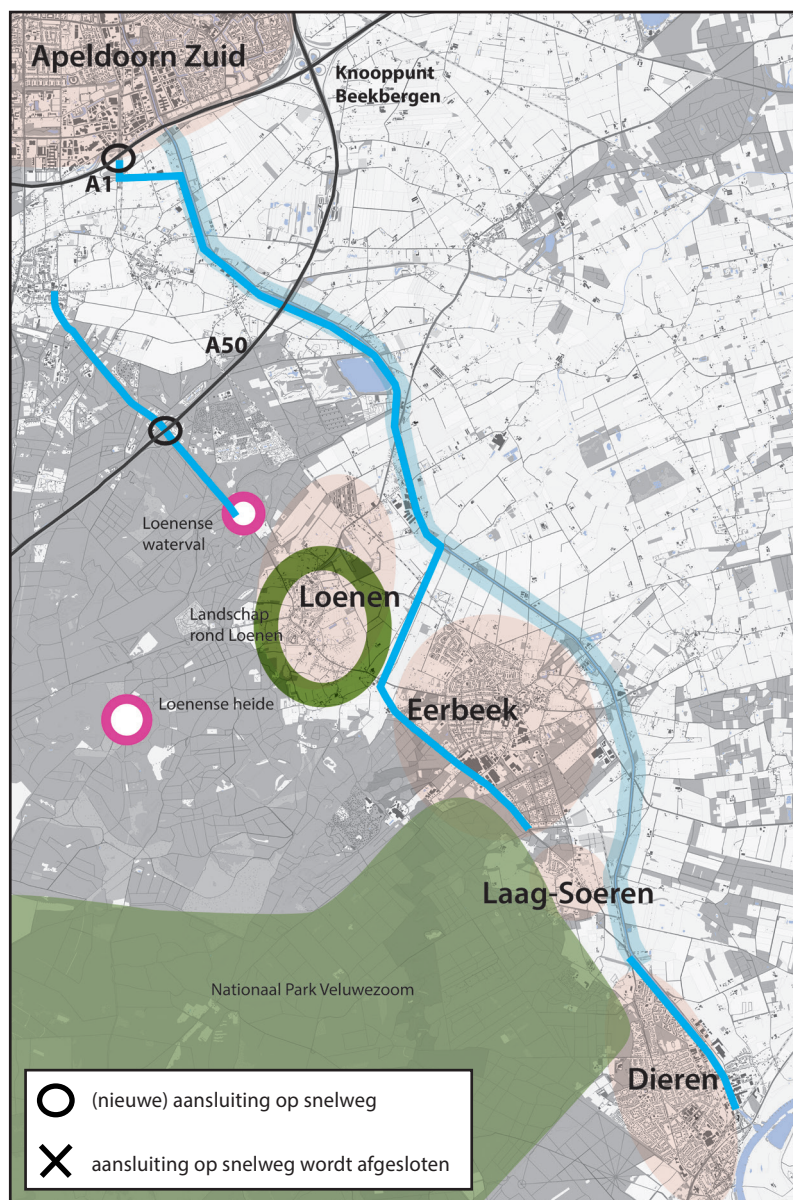 Apeldoorn Zuid
Knooppunt
Beekbergen
A1
A50
Loenense
waterval
Loenen
Landschap
rond Loenen
Loenense heide
Eerbeek
Laag-Soeren
Nationaal Park Veluwezoom
Dieren
(nieuwe) aansluiting op snelweg
aansluiting op snelweg wordt afgesloten